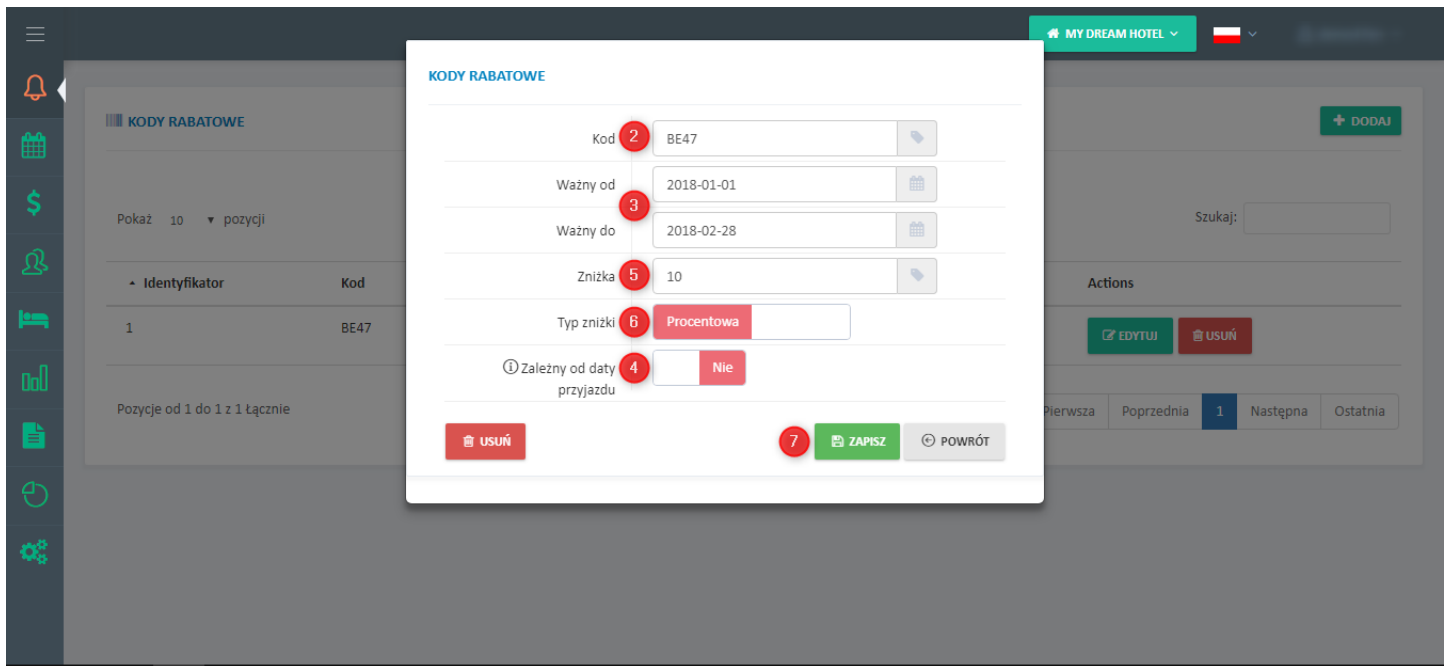 MY DREAM HOTEL
KODY RABATOWE
KODY RABATOWE
+ DODAJ
Kod 2 BE47
Ważny od 2018-01-01
3
Ważny do 2018-02-28
Pokaż 10 pozycji
Szukaj:
Zniżka 5 10
Identyfikator Kod Actions
Typ zniżki 6 Procentowa
1 BE47 EDYTUJ USUŃ
Zależny od daty 4 Nie
przyjazdu
Pozycje od 1 do 1 z 1 Łącznie
Pierwsza Poprzednia 1 Następna Ostatnia
USUŃ 7 ZAPISZ POWRÓT